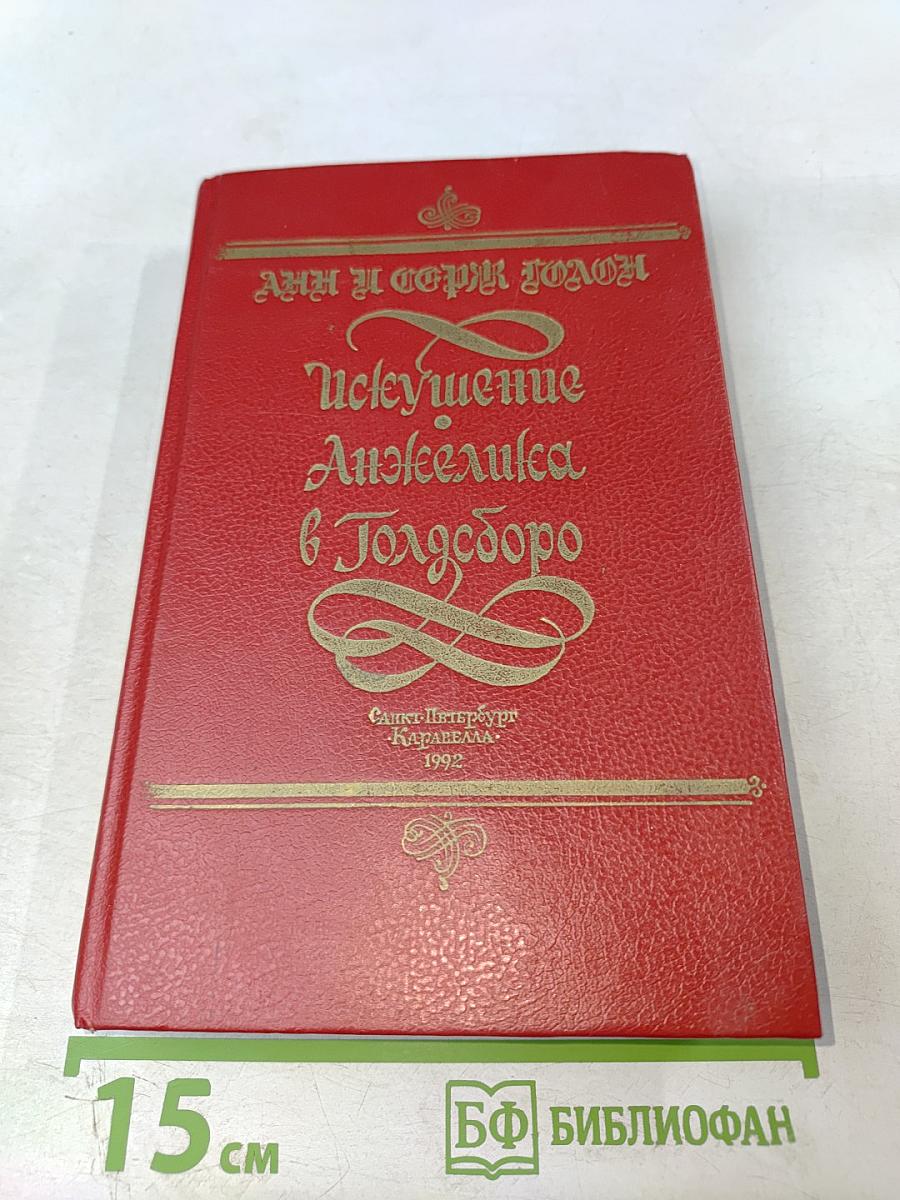 АНН И СЕРЖ ГОЛОН
Искушение
•
Анжелика
в Голдсборо
Санкт-Петербург
·Каравелла·
1992
15 см
БФ БИБЛИОФАН